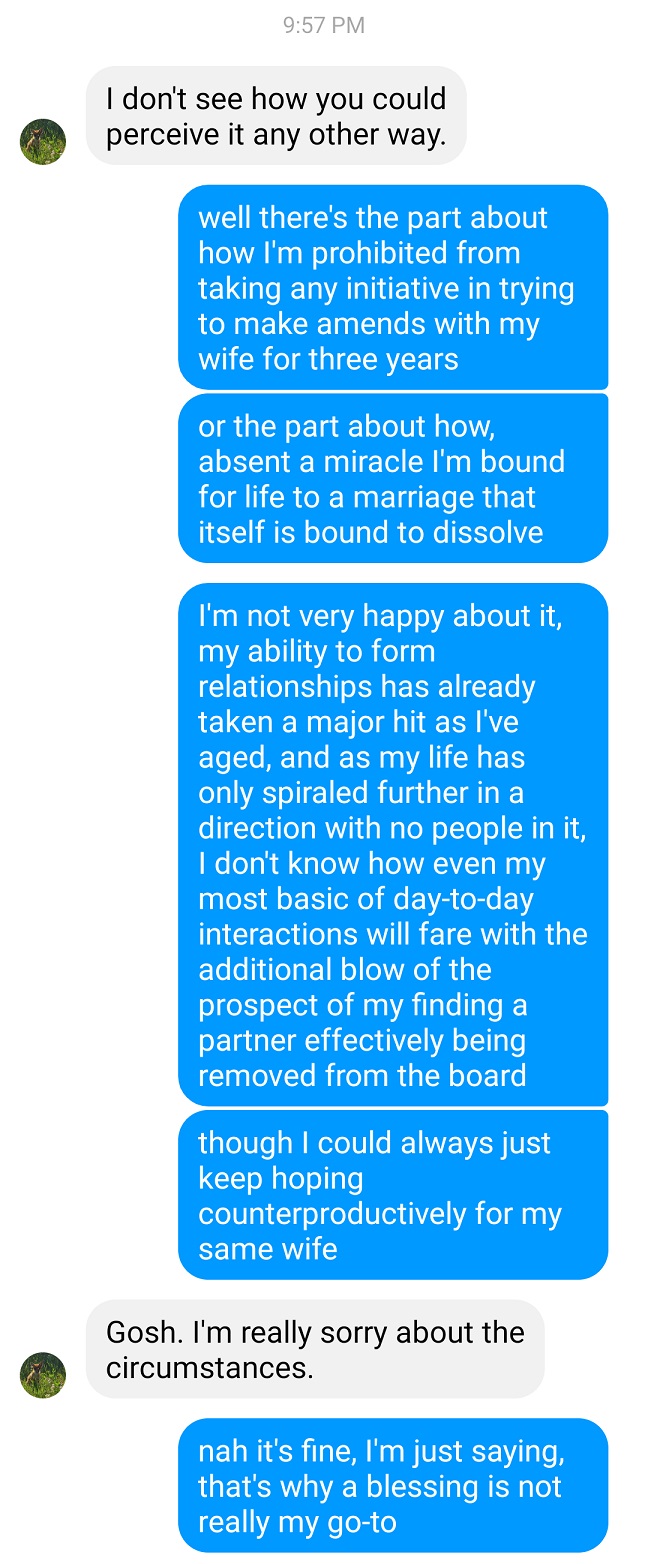 9:57 PM
I don't see how you could
perceive it any other way.
well there's the part about
how I'm prohibited from
taking any initiative in trying
to make amends with my
wife for three years
or the part about how,
absent a miracle I'm bound
for life to a marriage that
itself is bound to dissolve
I'm not very happy about it,
my ability to form
relationships has already
taken a major hit as I've
aged, and as my life has
only spiraled further in a
direction with no people in it,
I don't know how even my
most basic of day-to-day
interactions will fare with the
additional blow of the
prospect of my finding a
partner effectively being
removed from the board
though I could always just
keep hoping
counterproductively for my
same wife
Gosh. I'm really sorry about the
circumstances.
nah it's fine, I'm just saying,
that's why a blessing is not
really my go-to